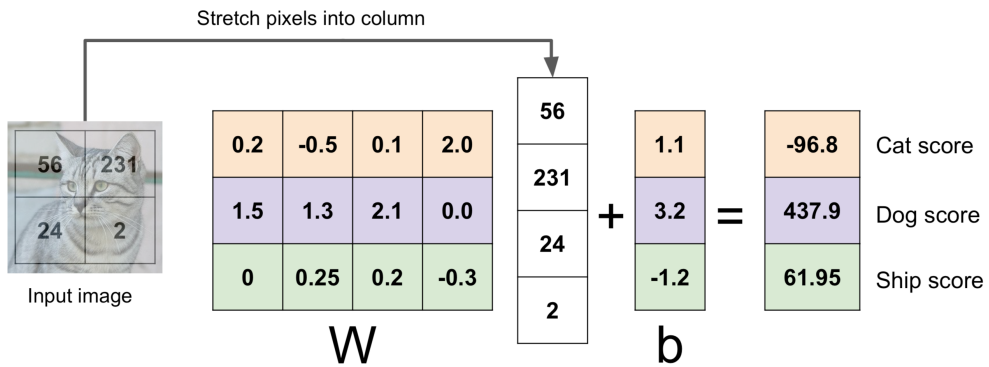 Stretch pixels into column
56 231
24 2
Input image
0.2 -0.5 0.1 2.0
1.5 1.3 2.1 0.0
0 0.25 0.2 -0.3
W
56
231
24
2
+
1.1
3.2
-1.2
b
=
-96.8 Cat score
437.9 Dog score
61.95 Ship score